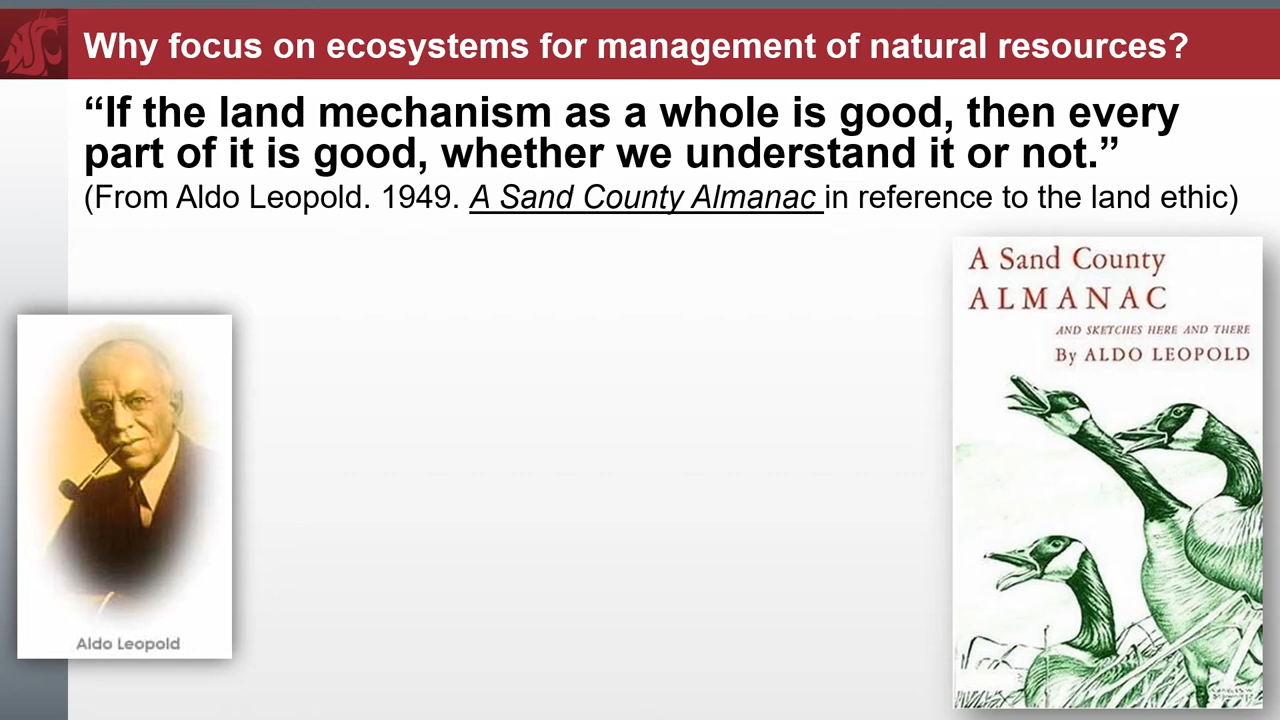 Why focus on ecosystems for management of natural resources?
“If the land mechanism as a whole is good, then every
part of it is good, whether we understand it or not.”
(From Aldo Leopold. 1949. A Sand County Almanac in reference to the land ethic)
A Sand County
ALMANAC
AND SKETCHES HERE AND THERE
By ALDO LEOPOLD
Aldo Leopold